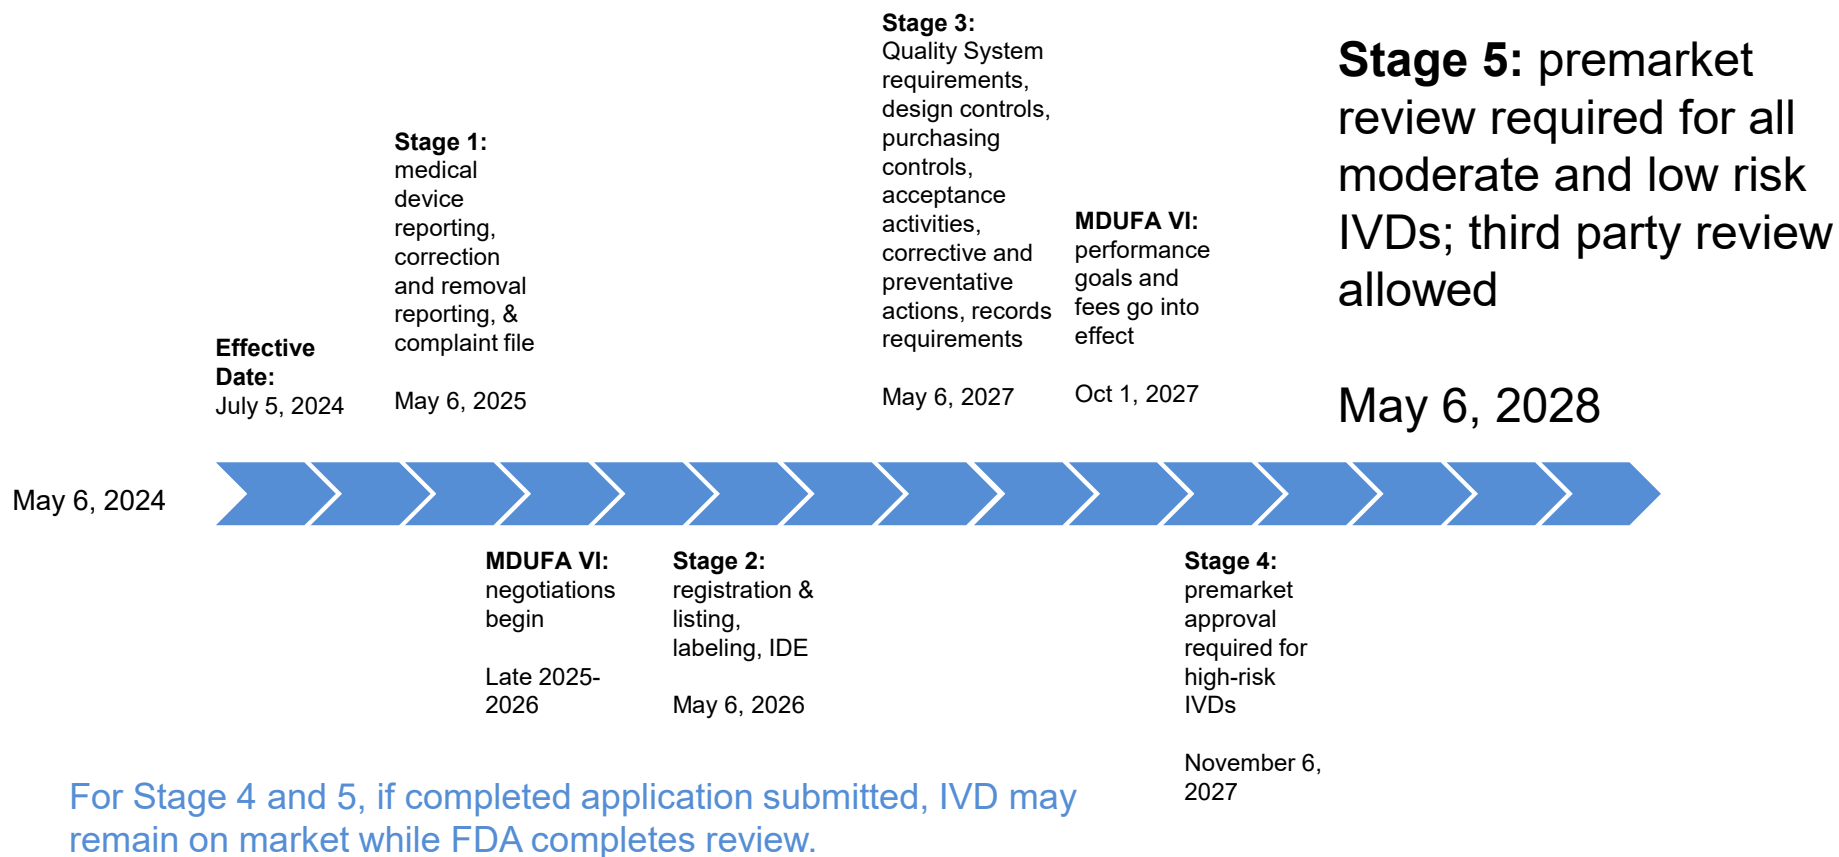 Stage 3:
Quality System
requirements,
design controls,
purchasing
controls,
acceptance
activities,
corrective and
preventative
actions, records
requirements
May 6, 2027
Stage 5: premarket
review required for all
moderate and low risk
IVDs; third party review
allowed
May 6, 2028
Stage 1:
medical
device
reporting,
correction
and removal
reporting, &
complaint file
May 6, 2025
MDUFA VI:
performance
goals and
fees go into
effect
Oct 1, 2027
Effective
Date:
July 5, 2024
May 6, 2024
MDUFA VI:
negotiations
begin
Late 2025-
2026
Stage 2:
registration &
listing,
labeling, IDE
May 6, 2026
Stage 4:
premarket
approval
required for
high-risk
IVDs
November 6,
2027
For Stage 4 and 5, if completed application submitted, IVD may
remain on market while FDA completes review.